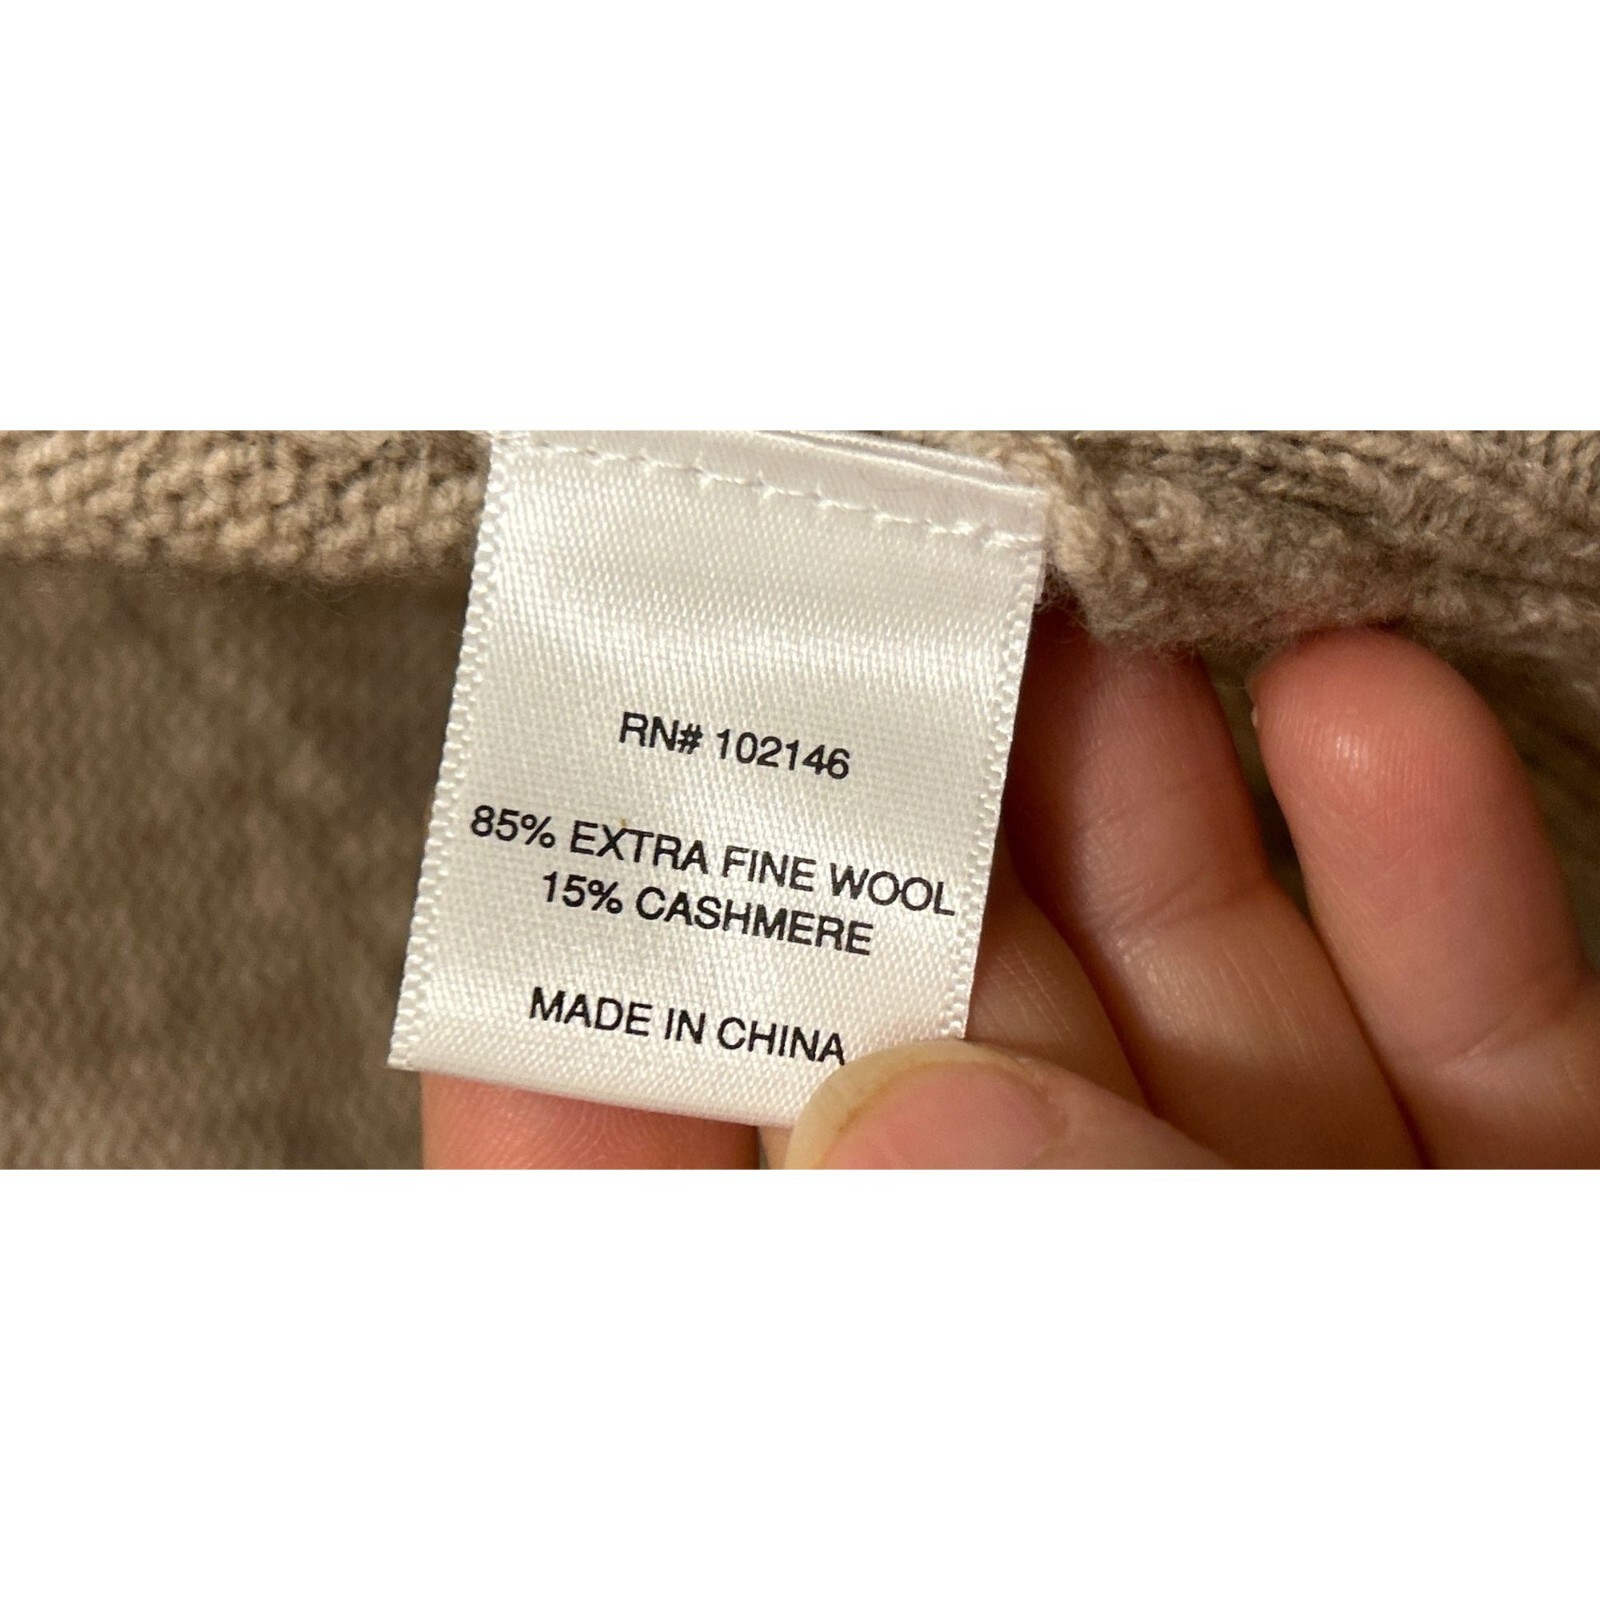 RN# 102146
85% EXTRA FINE WOOL
15% CASHMERE
MADE IN CHINA